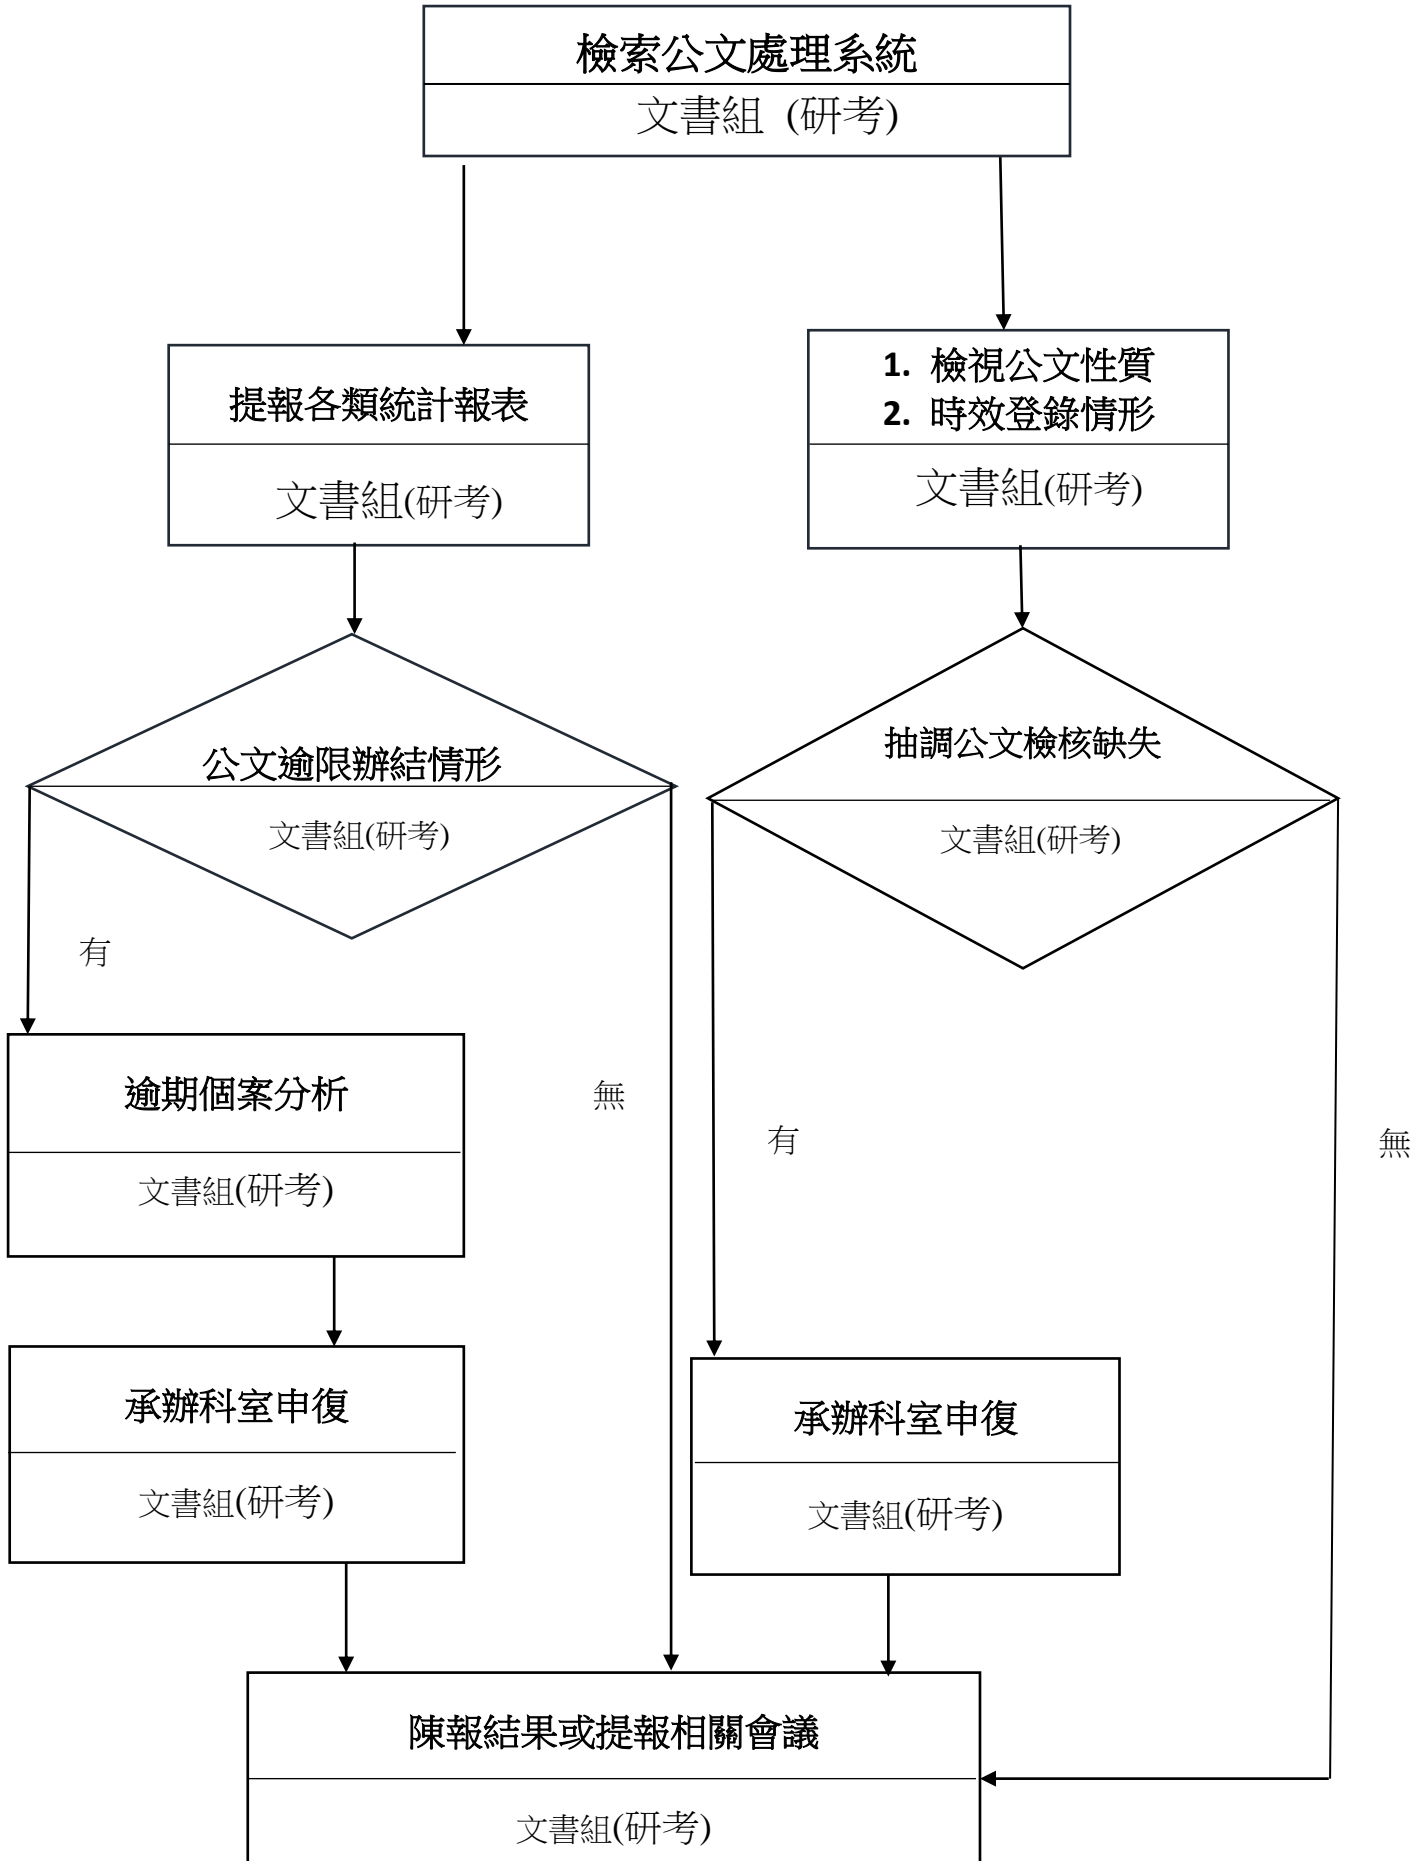 檢索公文處理系統
文書組 (研考)
提報各類統計報表
文書組(研考)
1. 檢視公文性質
2. 時效登錄情形
文書組(研考)
公文逾限辦結情形
文書組(研考)
抽調公文檢核缺失
文書組(研考)
有
無
有
無
逾期個案分析
文書組(研考)
承辦科室申復
文書組(研考)
承辦科室申復
文書組(研考)
陳報結果或提報相關會議
文書組(研考)